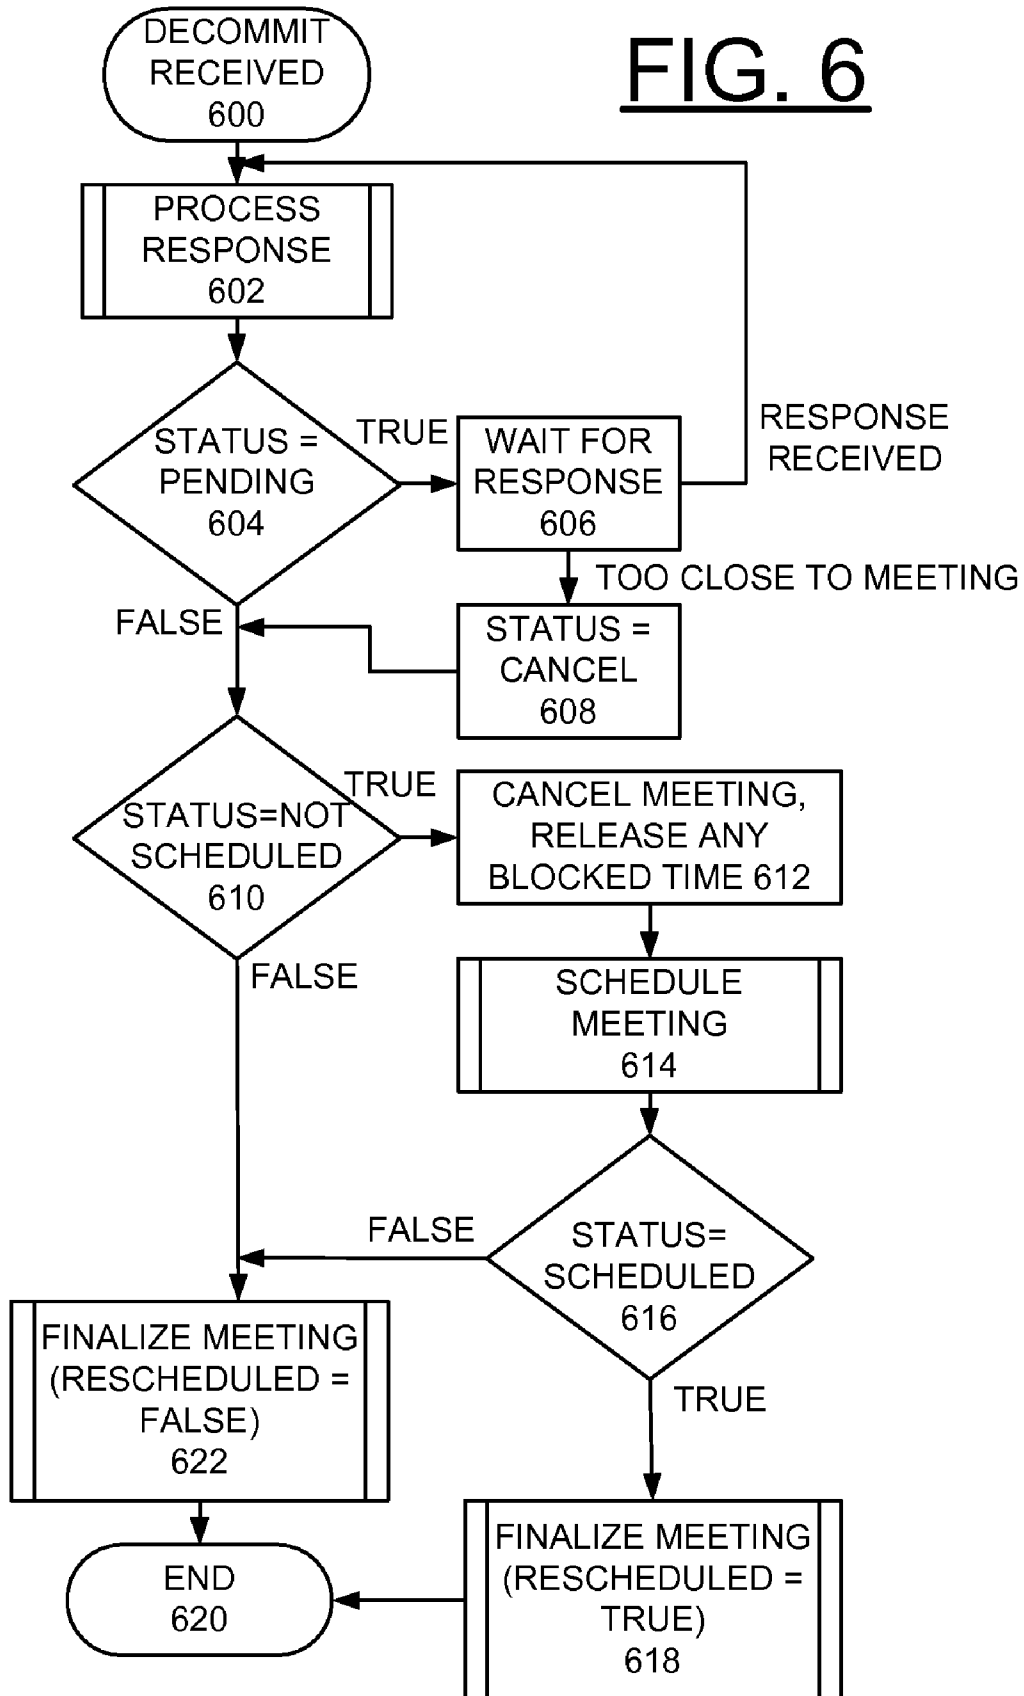 DECOMMIT
RECEIVED
600
FIG. 6
PROCESS
RESPONSE
602
STATUS =
PENDING
604
TRUE
WAIT FOR
RESPONSE
606
RESPONSE
RECEIVED
TOO CLOSE TO MEETING
FALSE
STATUS =
CANCEL
608
STATUS=NOT
SCHEDULED
610
TRUE
CANCEL MEETING,
RELEASE ANY
BLOCKED TIME 612
FALSE
SCHEDULE
MEETING
614
STATUS=
SCHEDULED
616
FALSE
TRUE
FINALIZE MEETING
(RESCHEDULED =
FALSE)
622
FINALIZE MEETING
(RESCHEDULED =
TRUE)
618
END
620